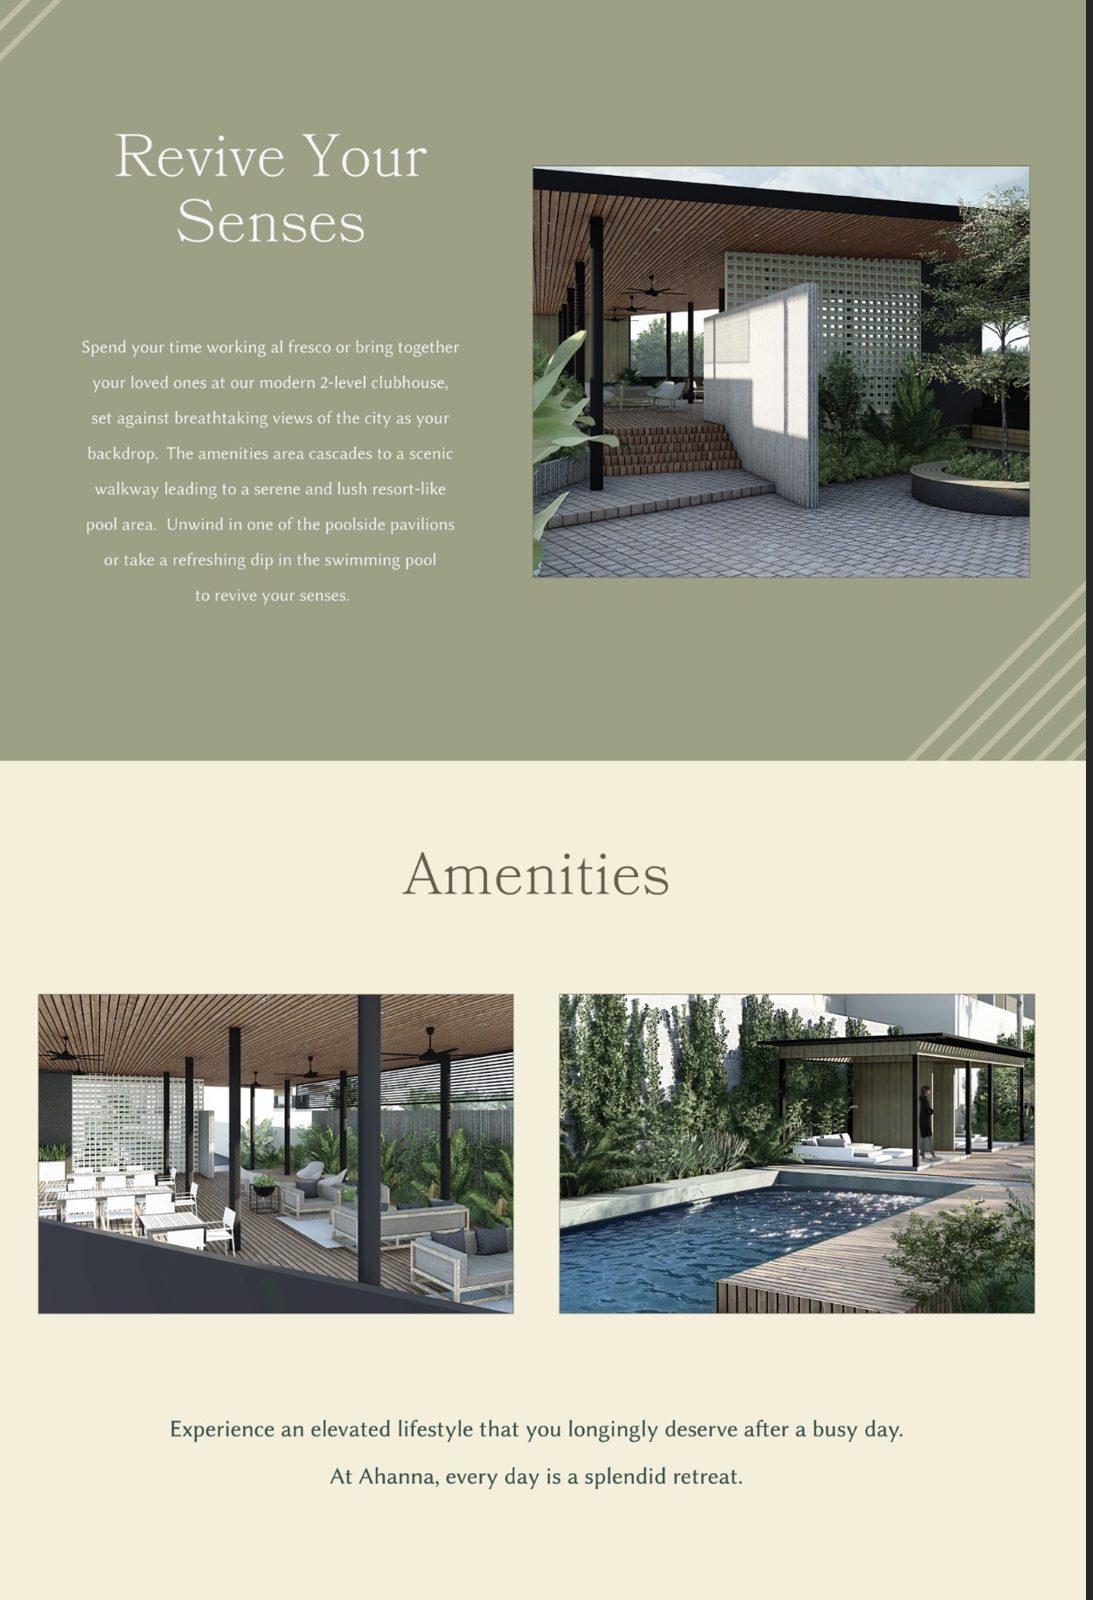 Revive Your
Senses
Spend your time working al fresco or bring together
your loved ones at our modern 2-level clubhouse,
set against breathtaking views of the city as your
backdrop. The amenities area cascades to a scenic
walkway leading to a serene and lush resort-like
pool area. Unwind in one of the poolside pavilions
or take a refreshing dip in the swimming pool
to revive your senses.
Amenities
Experience an elevated lifestyle that you longingly deserve after a busy day.
At Ahanna, every day is a splendid retreat.